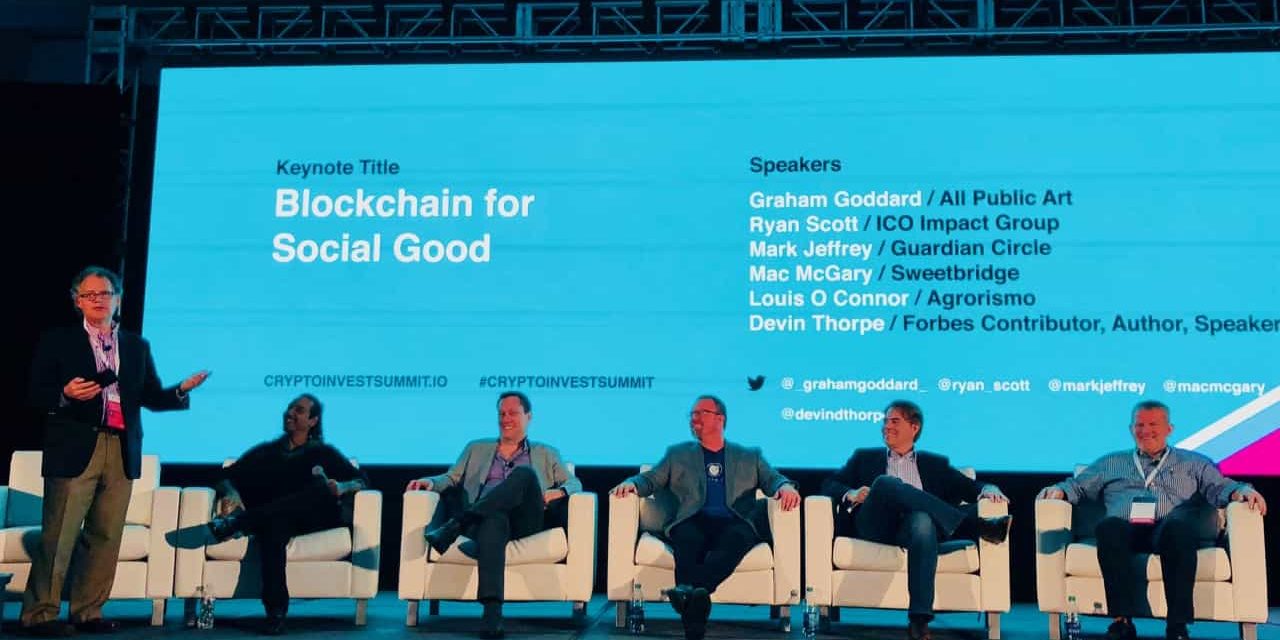 Keynote Title
Blockchain for
Social Good
Speakers
Graham Goddard / All Public Art
Ryan Scott / ICO Impact Group
Mark Jeffrey / Guardian Circle
Mac McGary / Sweetbridge
Louis O Connor / Agrorismo
Devin Thorpe / Forbes Contributor, Author, Speaker
CRYPTOINVESTSUMMIT.IO #CRYPTOINVESTSUMMIT
@_grahamgoddard_ @ryan_scott @markjeffrey @macmcgary
@devindthorpe